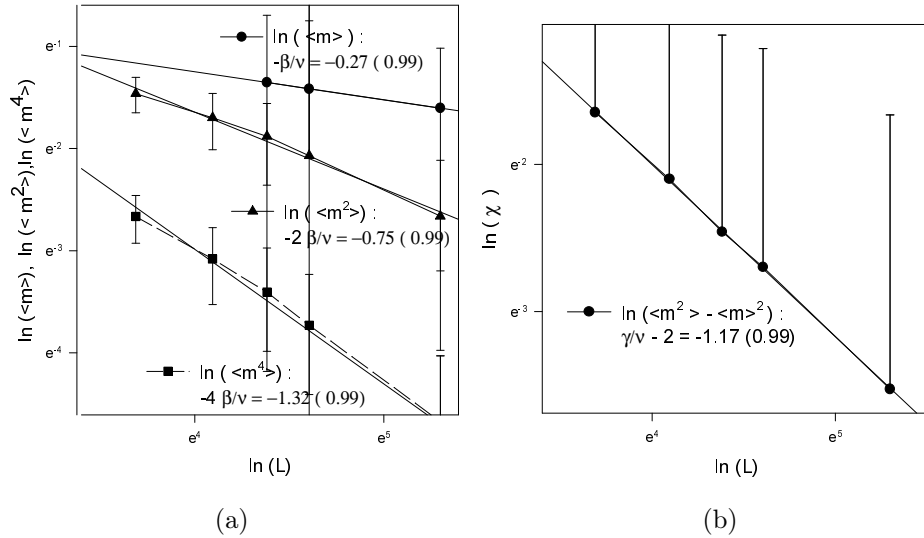 ln (<m>), ln (<m²>),ln (< m⁴>)
e⁻¹
e⁻²
e⁻³
e⁻⁴
ln ( <m> ) :
-β/ν = −0.27 ( 0.99)
ln ( <m²>) :
-2 β/ν= −0.75 ( 0.99)
ln ( <m⁴>) :
-4 β/ν= −1.32 ( 0.99)
e⁴
e⁵
ln (L)
(a)
ln ( χ )
e⁻²
e⁻³
ln (<m² > - <m>² ) :
γ/ν - 2 = -1.17 (0.99)
e⁴
e⁵
ln (L)
(b)